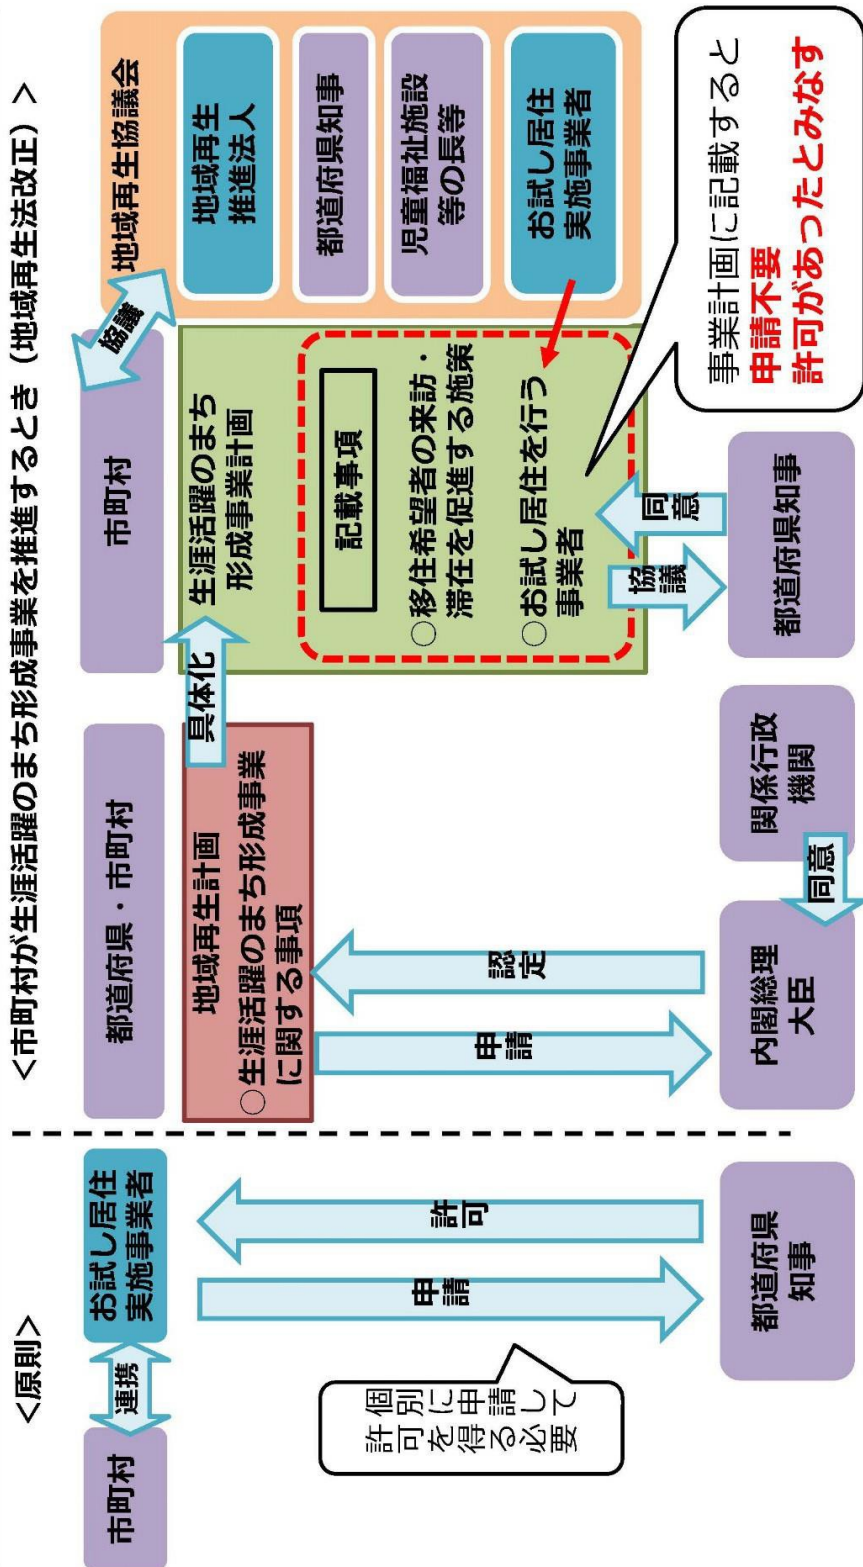 <原則>
市町村
連携
お試し居住
実施事業者
申請
許可
個別に申請して
許可を得る必要
都道府県
知事
<市町村が生涯活躍のまち形成事業を推進するとき（地域再生法改正）>
都道府県・市町村
地域再生計画
○生涯活躍のまち形成事業
に関する事項
具体化
申請
認定
内閣総理
大臣
同意
関係行政
機関
市町村
協議
生涯活躍のまち
形成事業計画
記載事項
○移住希望者の来訪・
滞在を促進する施策
○お試し居住を行う
事業者
協議
同意
都道府県知事
地域再生協議会
地域再生
推進法人
都道府県知事
児童福祉施設
等の長等
お試し居住
実施事業者
事業計画に記載すると
申請不要
許可があったとみなす